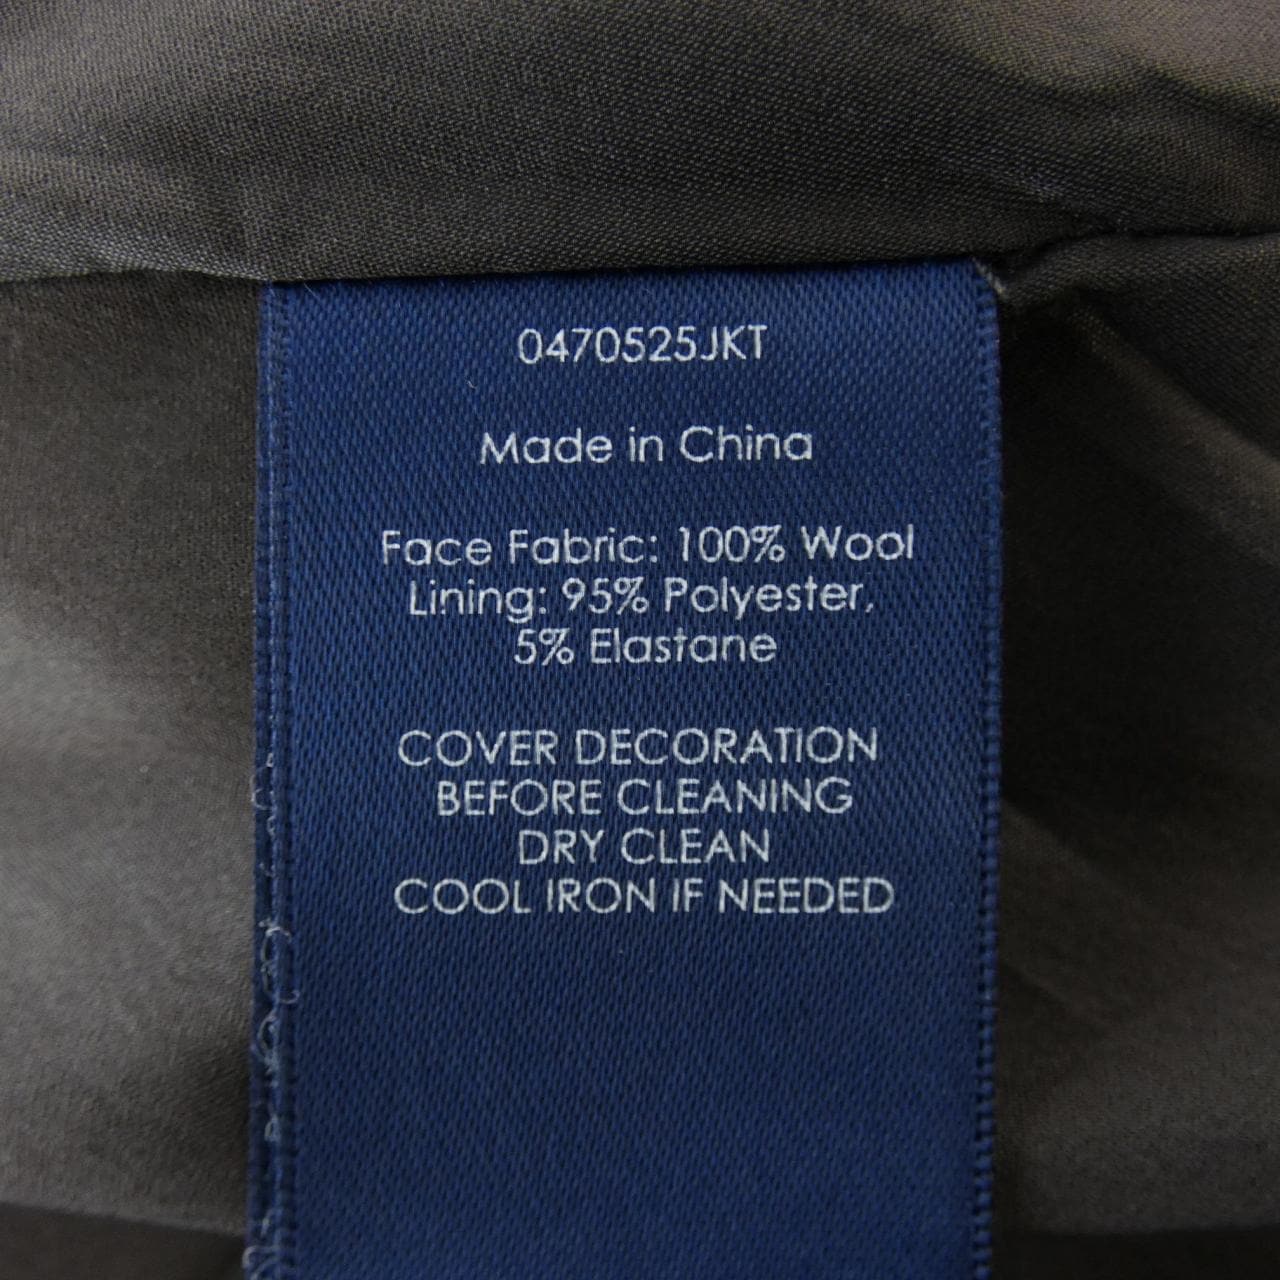 0470525JKT
Made in China
Face Fabric: 100% Wool
Lining: 95% Polyester,
5% Elastane
COVER DECORATION
BEFORE CLEANING
DRY CLEAN
COOL IRON IF NEEDED